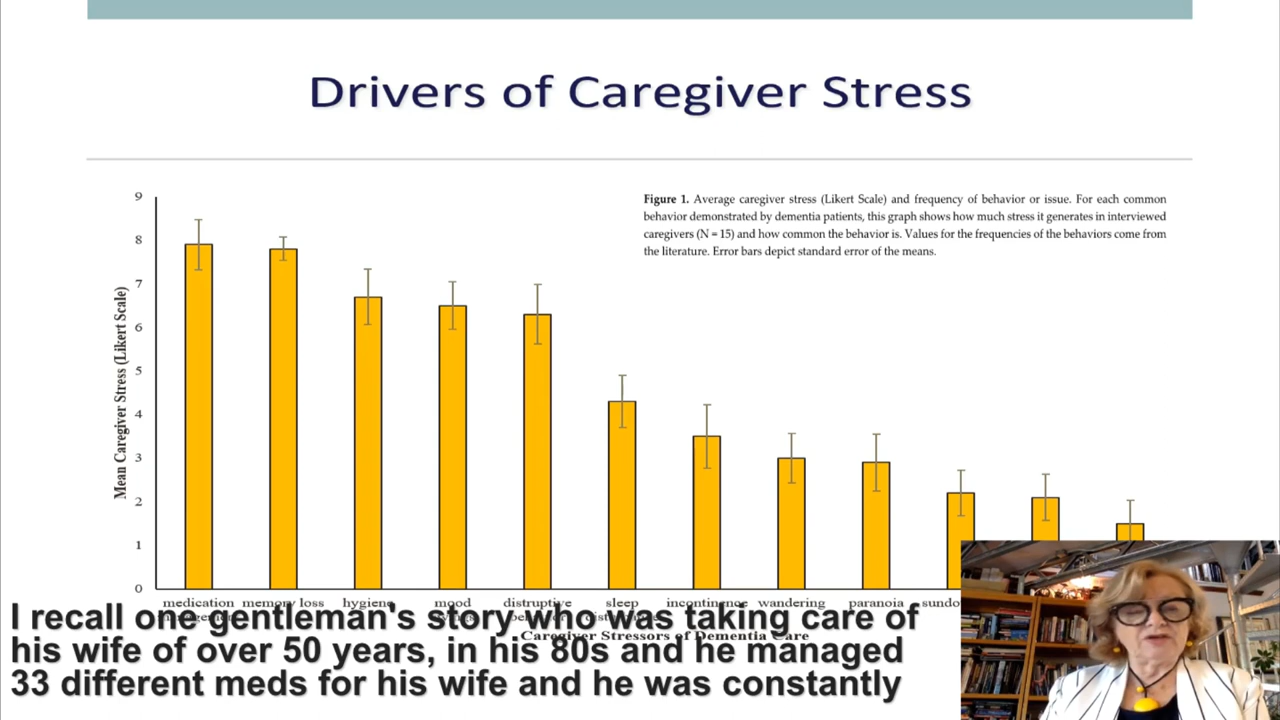 Drivers of Caregiver Stress
Figure 1. Average caregiver stress (Likert Scale) and frequency of behavior or issue. For each common
behavior demonstrated by dementia patients, this graph shows how much stress it generates in interviewed
caregivers (N = 15) and how common the behavior is. Values for the frequencies of the behaviors come from
the literature. Error bars depict standard error of the means.
Mean Caregiver Stress (Likert Scale)
9
8
7
6
5
4
3
2
1
0
medication memory loss hygiene mood disruptive sleep incontinence wandering paranoia
Caregiver Stressors of Dementia Care
I recall one gentleman's story who was taking care of
his wife of over 50 years, in his 80s and he managed
33 different meds for his wife and he was constantly